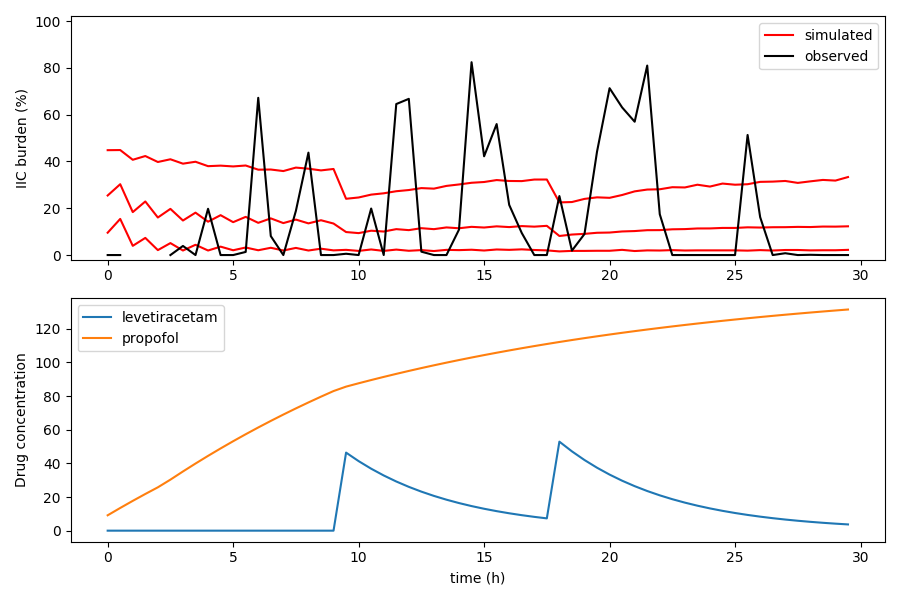 100
80
60
40
20
0
IIC burden (%)
simulated
observed
0 5 10 15 20 25 30
120
100
80
60
40
20
0
Drug concentration
levetiracetam
propofol
0 5 10 15 20 25 30
time (h)